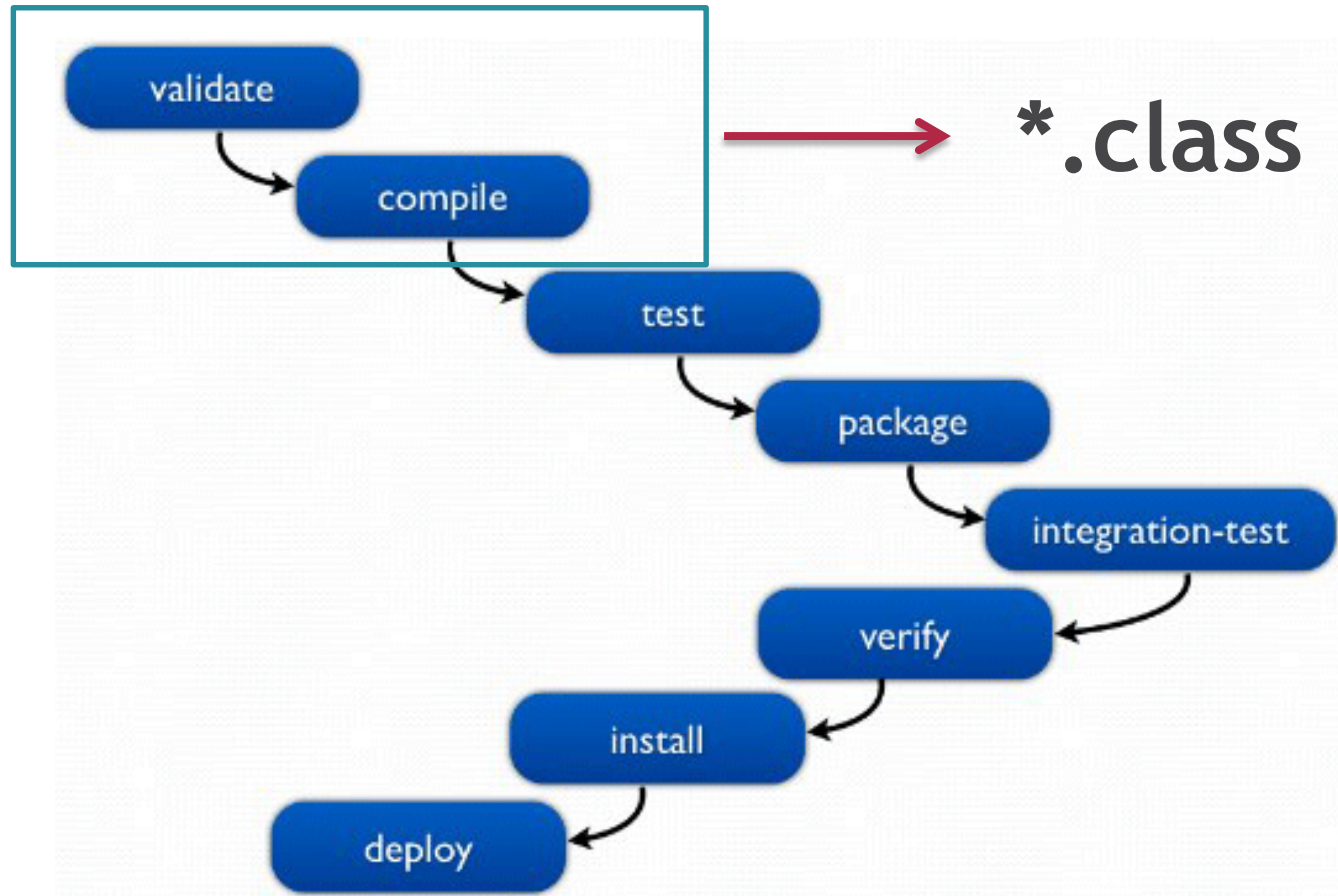 validate
*.class
compile
test
package
integration-test
verify
install
deploy